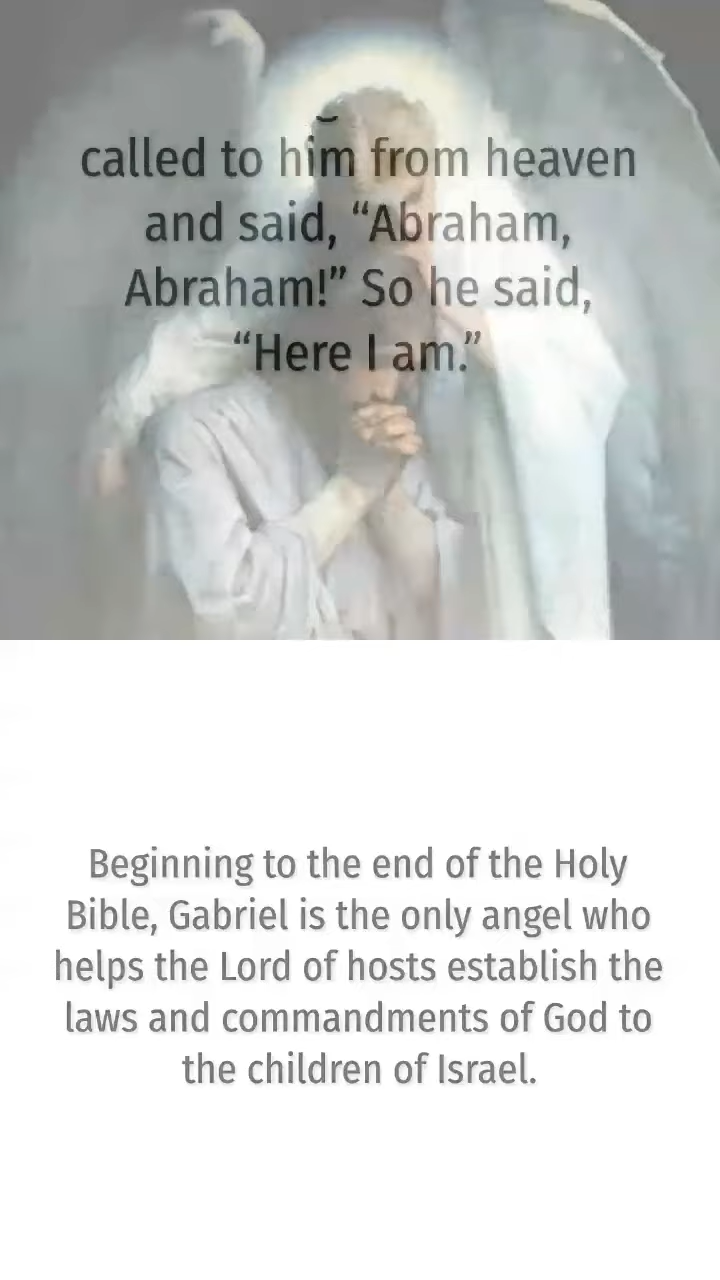 called to him from heaven
and said, “Abraham,
Abraham!” So he said,
“Here I am.”
Beginning to the end of the Holy
Bible, Gabriel is the only angel who
helps the Lord of hosts establish the
laws and commandments of God to
the children of Israel.